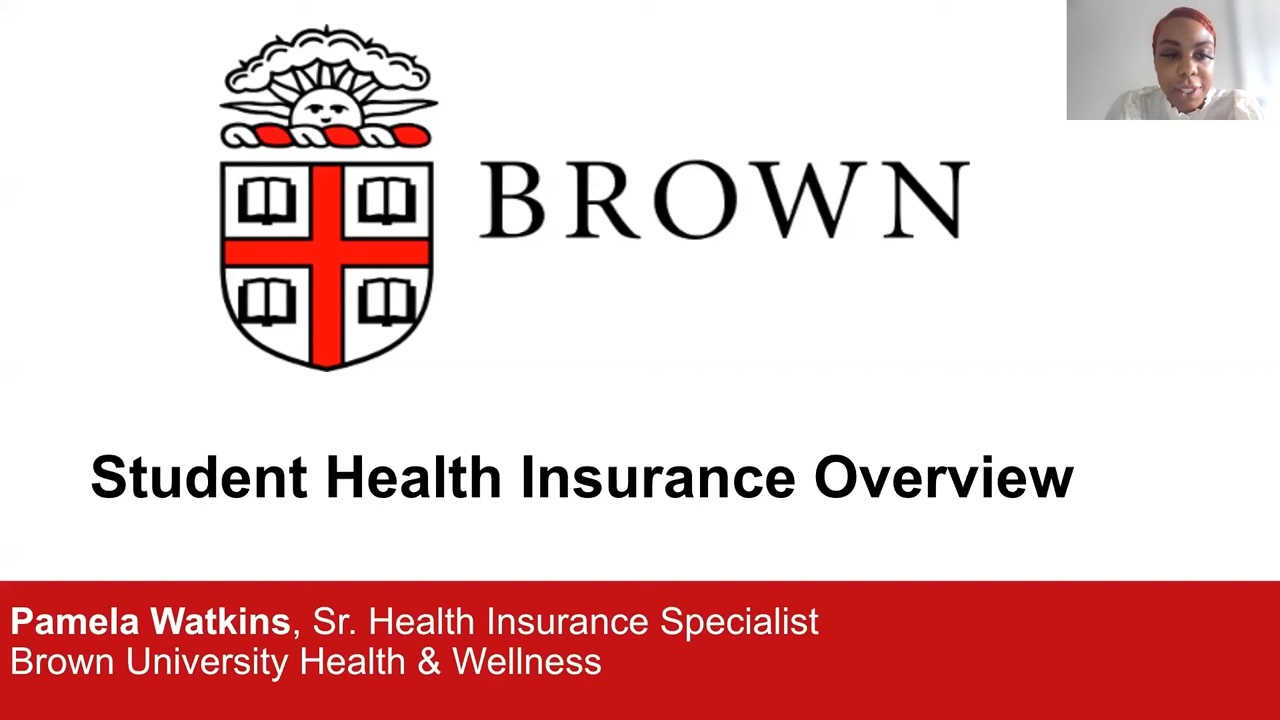 BROWN
Student Health Insurance Overview
Pamela Watkins, Sr. Health Insurance Specialist
Brown University Health & Wellness